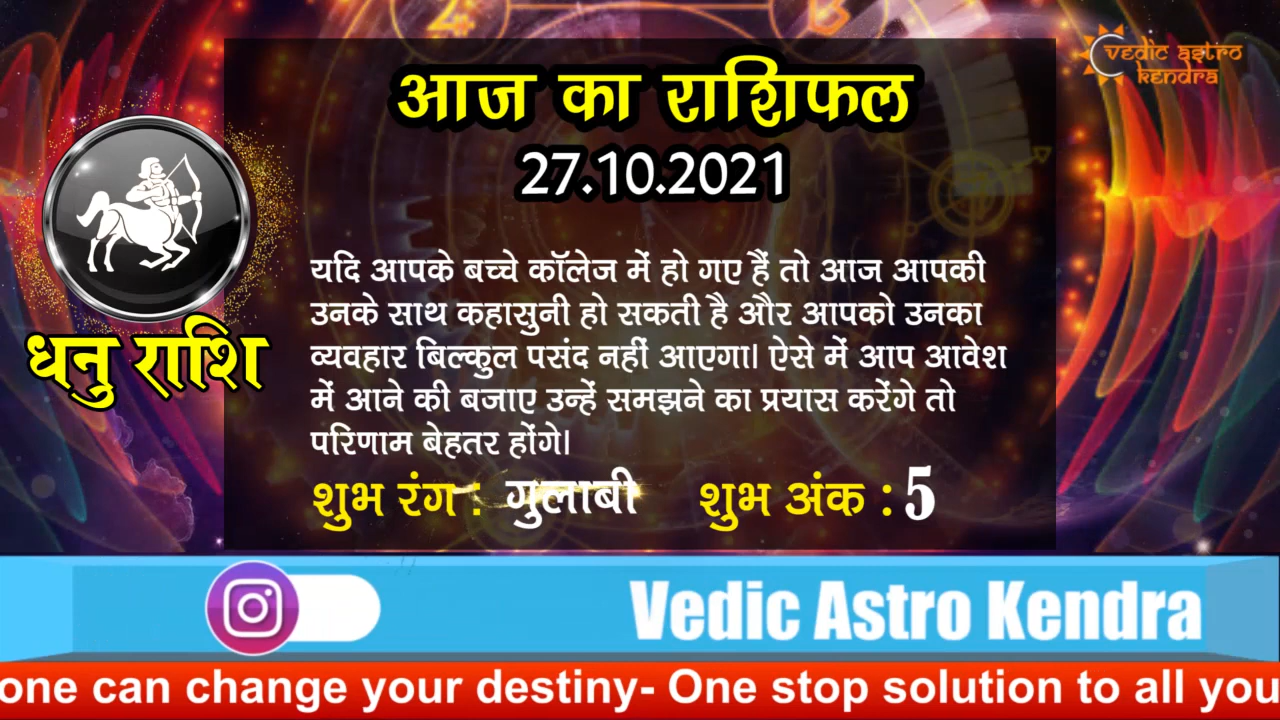 vedic astro
kendra
आज का राशिफल
27.10.2021
धनु राशि
यदि आपके बच्चे कॉलेज में हो गए हैं तो आज आपकी
उनके साथ कहासुनी हो सकती है और आपको उनका
व्यवहार बिल्कुल पसंद नहीं आएगा। ऐसे में आप आवेश
में आने की बजाए उन्हें समझने का प्रयास करेंगे तो
परिणाम बेहतर होंगे।
शुभ रंग : गुलाबी शुभ अंक : 5
Vedic Astro Kendra
one can change your destiny- One stop solution to all you